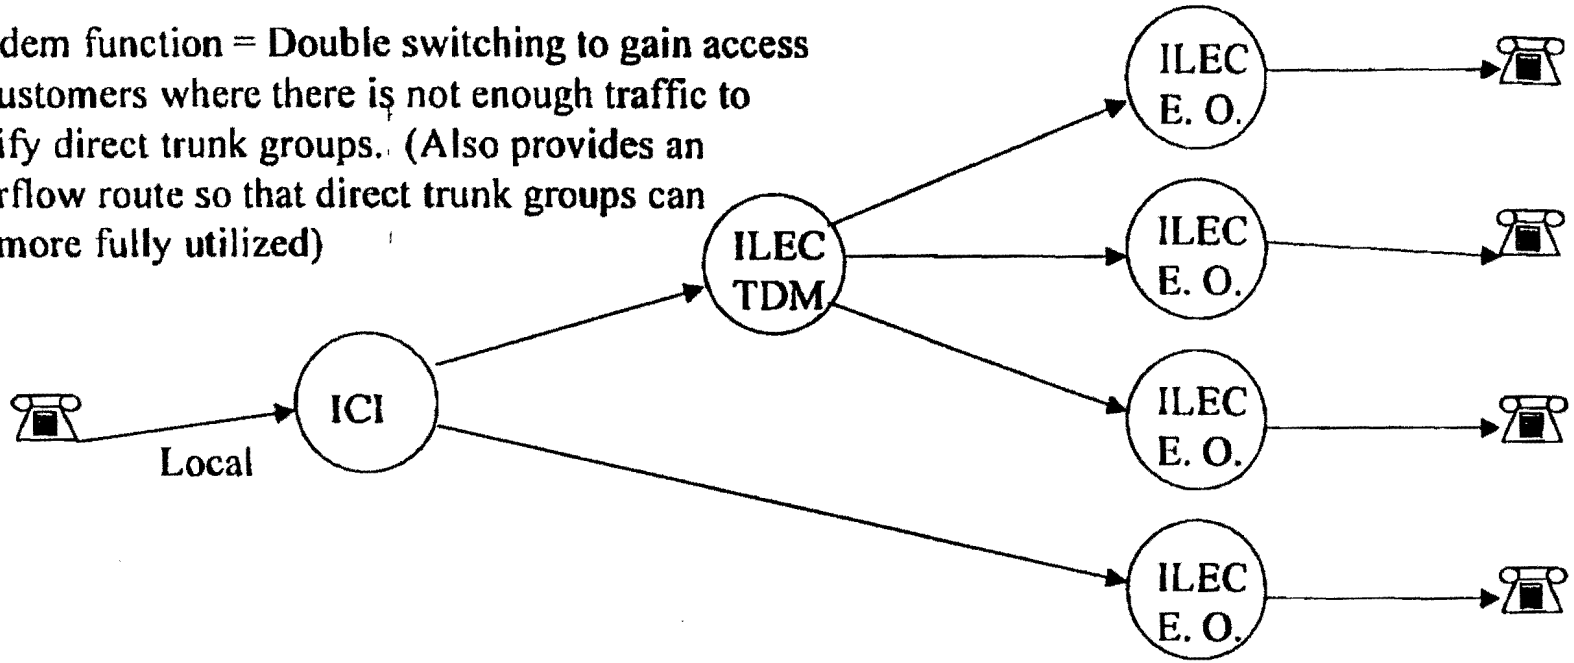 dem function = Double switching to gain access
ustomers where there is not enough traffic to
ify direct trunk groups. (Also provides an
rflow route so that direct trunk groups can
more fully utilized)
ILEC
E. O.
ILEC
E. O.
ILEC
TDM
ICI
Local
ILEC
E. O.
ILEC
E. O.